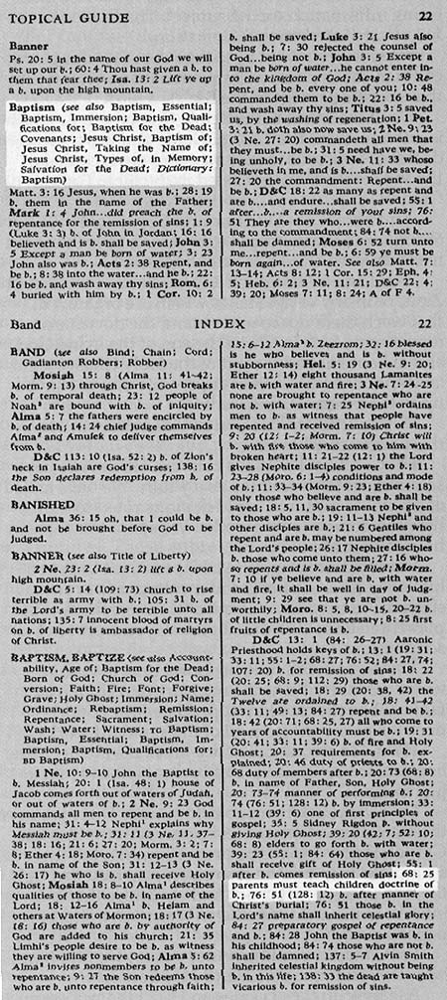 TOPICAL GUIDE 22
Banner
Ps. 20: 5 in the name of our God we will
set up our b.; 60: 4 Thou hast given a b. to
them that fear thee; Isa. 13: 2 Lift ye up
a b. upon the high mountain.
Baptism (see also Baptism, Essential;
Baptism, Immersion; Baptism, Quali-
fications for; Baptism for the Dead;
Covenants; Jesus Christ, Baptism of;
Jesus Christ, Taking the Name of;
Jesus Christ, Types of, in Memory;
Salvation for the Dead; Dictionary:
Baptism)
Matt. 3: 16 Jesus, when he was b.; 28: 19
b. them in the name of the Father;
Mark 1: 4 John...did preach the b. of
repentance for the remission of sins; 1: 9
(Luke 3: 3) b. of John in Jordan; 16: 16
believeth and is b. shall be saved; John 3:
5 Except a man be born of water; 3: 23
John also was b.; Acts 2: 38 Repent, and
be b.; 8: 38 into the water...and he b.; 22:
16 be b. and wash away thy sins; Rom. 6:
4 buried with him by b.; 1 Cor. 10: 2
b. shall be saved; Luke 3: 21 Jesus also
being b.; 7: 30 rejected the counsel of
God...being not b.; John 3: 5 Except a
man be born of water...he cannot enter in-
to the kingdom of God; Acts 2: 38 Re-
pent, and be b. every one of you; 10: 48
commanded them to be b.; 22: 16 be b.,
and wash away thy sins; Titus 3: 5 saved
us, by the washing of regeneration; 1 Pet.
3: 21 b. doth also now save us; 2 Ne. 9: 23
(3 Ne. 27: 20) commandeth all men that
they must...be b.; 31: 5 need have we, be-
ing unholy, to be b.; 3 Ne. 11: 33 whoso
believeth in me, and is b....shall be saved;
27: 20 the commandment: Repent...and
be b.; D&C 18: 22 as many as repent and
are b....and endure...shall be saved; 55: 1
after...b....a remission of your sins; 76:
51 They are they who...were b....accord-
ing to the commandment; 84: 74 not b...
shall be damned; Moses 6: 52 turn unto
me...repent...and be b.; 6: 59 ye must be
born again...of water. See also Matt. 7:
13-14; Acts 8: 12; 1 Cor. 15: 29; Eph. 4:
5; Heb. 6: 2; 3 Ne. 11: 21; D&C 22: 4;
39: 20; Moses 7: 11; 8: 24; A of F 4.
Band INDEX 22
BAND (see also Bind; Chain; Cord;
Gadianton Robbers; Robber)
Mosiah 15: 8 (Alma 11: 41-42;
Morm. 9: 13) through Christ, God breaks
b. of temporal death; 23: 12 people of
Noah³ are bound with b. of iniquity;
Alma 5: 7 the fathers were encircled by
b. of death; 14: 24 chief judge commands
Alma² and Amulek to deliver themselves
from b.
D&C 113: 10 (Isa. 52: 2) b. of Zion's
neck in Isaiah are God's curses; 138: 16
the Son declares redemption from b. of
death.
BANISHED
Alma 36: 15 oh, that I could be b.
and not be brought before God to be
judged.
BANNER (see also Title of Liberty)
2 Ne. 23: 2 (Isa. 13: 2) lift a b. upon
high mountain.
D&C 5: 14 (109: 73) church to rise
terrible as army with b.; 105: 31 b. of
the Lord's army to be terrible unto all
nations; 135: 7 innocent blood of martyrs
on b. of liberty is ambassador of religion
of Christ.
BAPTISM, BAPTIZE (see also Account-
ability, Age of; Baptism for the Dead;
Born of God; Church of God; Con-
version; Faith; Fire; Font; Forgive;
Grave; Holy Ghost; Immersion; Name;
Ordinance; Rebaptism; Remission;
Repentance; Sacrament; Salvation;
Wash; Water; Witness; TG Baptism;
Baptism, Essential; Baptism, Im-
mersion; Baptism, Qualifications for;
BD Baptism)
1 Ne. 10: 9-10 John the Baptist to
b. Messiah; 20: 1 (Isa. 48: 1) house of
Jacob comes forth out of waters of Judah,
or out of waters of b.; 2 Ne. 9: 23 God
commands all men to repent and be b. in
his name; 31: 4-12 Nephi¹ explains why
Messiah must be b.; 31: 11 (3 Ne. 11: 37-
38; 18: 16; 21: 6; 27: 20; Morm. 3: 2; 7:
8; Ether 4: 18; Moro. 7: 34) repent and be
b. in name of the Son; 31: 12-13 (3 Ne.
26: 17) he who is b. shall receive Holy
Ghost; Mosiah 18: 8-10 Alma¹ describes
qualities of those to be b. in name of the
Lord; 18: 12-16 Alma¹ b. Helam and
others at Waters of Mormon; 18: 17 (3 Ne.
18: 16) those who are b. by authority of
God are added to his church; 21: 35
Limhi's people desire to be b. as witness
they are willing to serve God; Alma 5: 62
Alma² invites nonmembers to be b. unto
repentance; 9: 27 the Son redeems those
who are b. unto repentance through faith;
15: 6-12 Alma² b. Zeezrom; 32: 16 blessed
is he who believes and is b. without
stubbornness; Hel. 5: 19 (3 Ne. 9: 20;
Ether 12: 14) eight thousand Lamanites
are b. with water and fire; 3 Ne. 7: 24-25
none are brought to repentance who are
not b. with water; 7: 25 Nephi³ ordains
men to b. as witness that people have
repented and received remission of sins;
9: 20 (12: 1-2; Morm. 7: 10) Christ will
b. with fire those who come to him with
broken heart; 11: 21-22 (12: 1) the Lord
gives Nephite disciples power to b.; 11:
23-28 (Moro. 6: 1-4) conditions and mode
of b.; 11: 33-34 (Morm. 9: 23; Ether 4: 18)
only those who believe and are b. shall be
saved; 18: 5, 11, 30 sacrament to be given
to those who are b.; 19: 11-13 Nephi³ and
other disciples are b.; 21: 6 Gentiles who
repent and are b. may be numbered among
the Lord's people; 26: 17 Nephite disciples
b. those who come unto them; 27: 16 who-
so repents and is b. shall be filled; Morm.
7: 10 if ye believe and are b. with water
and fire, it shall be well in day of judg-
ment; 9: 29 see that ye are not b. un-
worthily; Moro. 8: 5, 8, 10-15, 20-22 b.
of little children is unnecessary; 8: 25 first
fruits of repentance is b.
D&C 13: 1 (84: 26-27) Aaronic
Priesthood holds keys of b.; 13: 1 (19: 31;
33: 11; 55: 1-2; 68: 27; 76: 52; 84: 27, 74;
107: 20) b. for remission of sins; 18: 22
(20: 25; 68: 9; 112: 29) those who are b.
shall be saved; 18: 29 (20: 38, 42) the
Twelve are ordained to b.; 18: 41-42
(33: 11; 49: 13; 84: 27) repent and be b.;
18: 42 (20: 71; 68: 25, 27) all who come to
years of accountability must be b.; 19: 31
(20: 41; 33: 11; 39: 6) b. of fire and Holy
Ghost; 20: 37 requirements for b. ex-
plained; 20: 46 duty of priests to b.; 20:
68 duty of members after b.; 20: 73 (68: 8)
b. in name of Father, Son, Holy Ghost;
20: 73-74 manner of performing b.; 20:
74 (76: 51; 128: 12) b. by immersion; 33:
11-12 (39: 6) one of first principles of
gospel; 35: 5 Sidney Rigdon b. without
giving Holy Ghost; 39: 20 (42: 7; 52: 10;
68: 8) elders to go forth b. with water;
39: 23 (55: 1; 84: 64) those who are b.
shall receive gift of Holy Ghost; 55: 1
after b. comes remission of sins; 68: 25
parents must teach children doctrine of
b.; 76: 51 (128: 12) b. after manner of
Christ's burial; 76: 51 those b. in the
Lord's name shall inherit celestial glory;
84: 27 preparatory gospel of repentance
and b.; 84: 28 John the Baptist was b. in
his childhood; 84: 74 those who are not b.
shall be damned; 137: 5-7 Alvin Smith
inherited celestial kingdom without being
b. in this life; 138: 33 the dead are taught
vicarious b. for remission of sins.